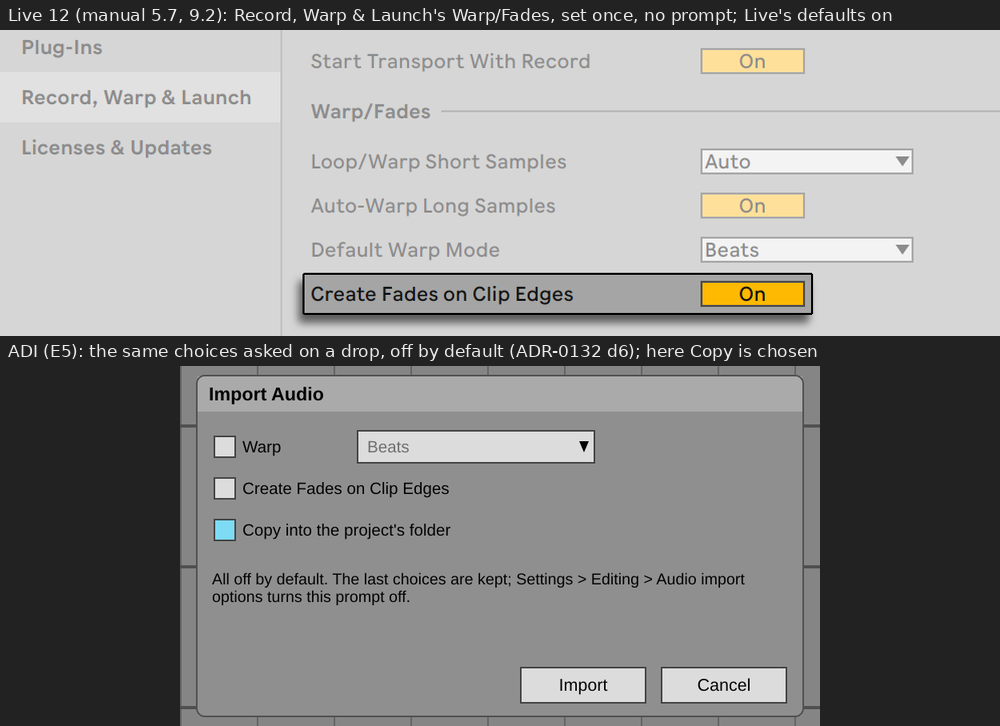 Live 12 (manual 5.7, 9.2): Record, Warp & Launch's Warp/Fades, set once, no prompt; Live's defaults on
Plug-Ins
Start Transport With Record On
Record, Warp & Launch
Warp/Fades
Licenses & Updates
Loop/Warp Short Samples Auto
Auto-Warp Long Samples On
Default Warp Mode Beats
Create Fades on Clip Edges On
ADI (E5): the same choices asked on a drop, off by default (ADR-0132 d6); here Copy is chosen
Import Audio
Warp Beats
Create Fades on Clip Edges
Copy into the project's folder
All off by default. The last choices are kept; Settings > Editing > Audio import
options turns this prompt off.
Import Cancel